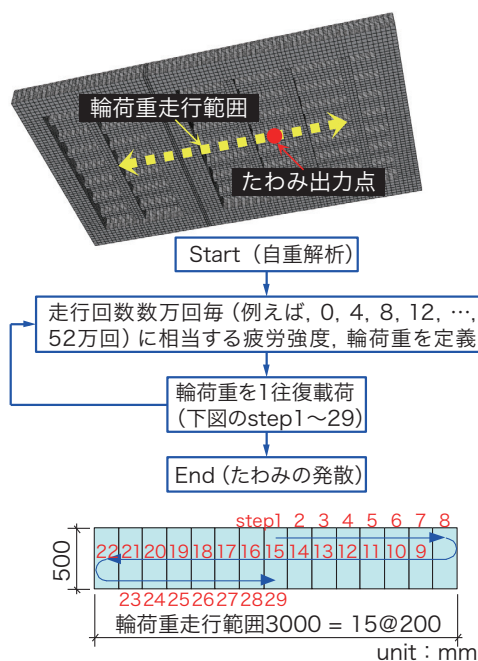 輪荷重走行範囲
たわみ出力点
Start（自重解析）
走行回数数万回毎（例えば, 0, 4, 8, 12, …,
52万回）に相当する疲労強度, 輪荷重を定義
輪荷重を1往復載荷
（下図のstep1～29）
End（たわみの発散）
step1 2 3 4 5 6 7 8
22 21 20 19 18 17 16 15 14 13 12 11 10 9
23 24 25 26 27 28 29
500
輪荷重走行範囲3000 = 15@200
unit：mm